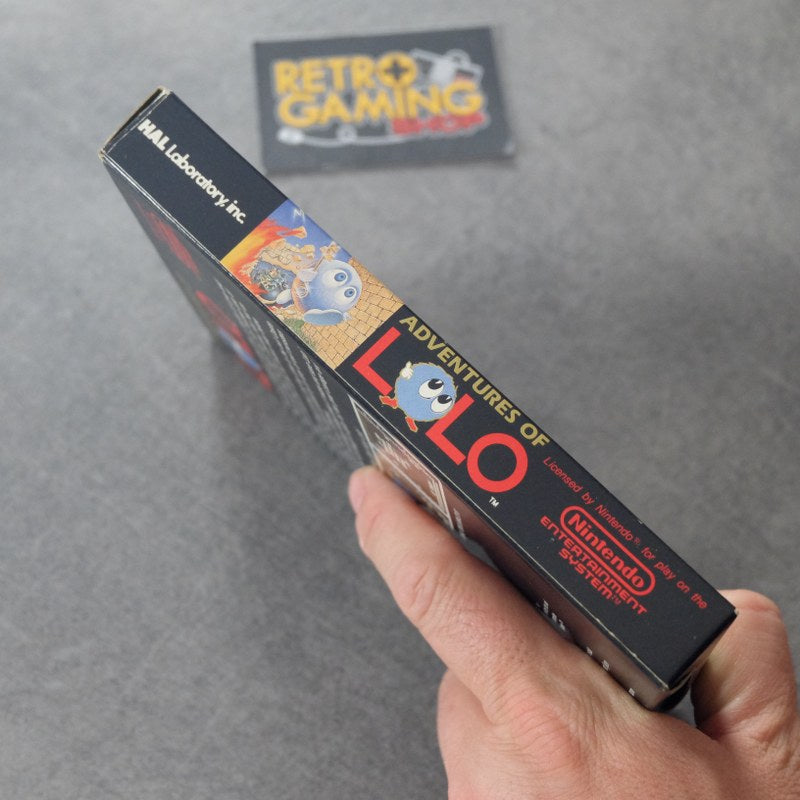 RETRO
GAMING
SHOP
HAL Laboratory, inc.
ADVENTURES OF
LOLO
TM
Licensed by Nintendo® for play on the
Nintendo
ENTERTAINMENT
SYSTEM™